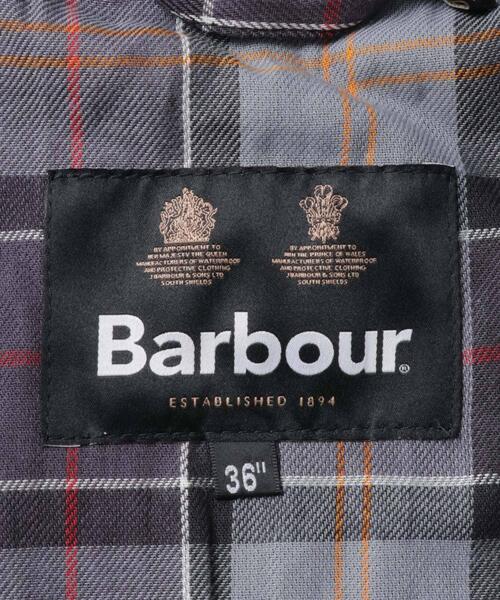 BY APPOINTMENT TO
HER MAJESTY THE QUEEN
MANUFACTURERS OF WATERPROOF
AND PROTECTIVE CLOTHING
J BARBOUR & SONS LTD
SOUTH SHIELDS
BY APPOINTMENT TO
HRH THE PRINCE OF WALES
MANUFACTURERS OF WATERPROOF
AND PROTECTIVE CLOTHING
J BARBOUR & SONS LTD
SOUTH SHIELDS
Barbour®
ESTABLISHED 1894
36"